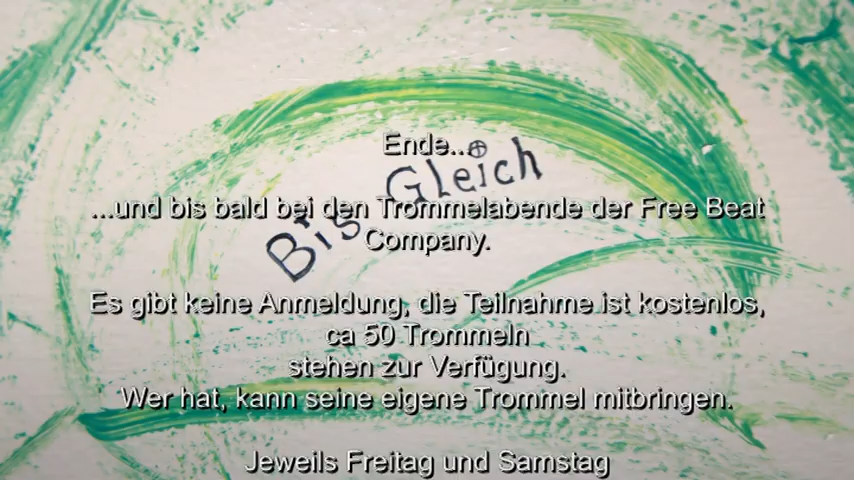 Ende...
Bis Gleich
...und bis bald bei den Trommelabende der Free Beat
Company.
Es gibt keine Anmeldung, die Teilnahme ist kostenlos,
ca 50 Trommeln
stehen zur Verfügung.
Wer hat, kann seine eigene Trommel mitbringen.
Jeweils Freitag und Samstag